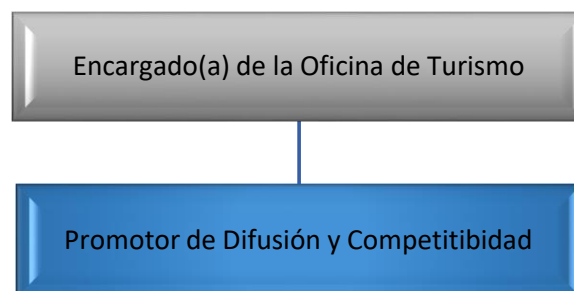 Encargado(a) de la Oficina de Turismo
Promotor de Difusión y Competitibidad